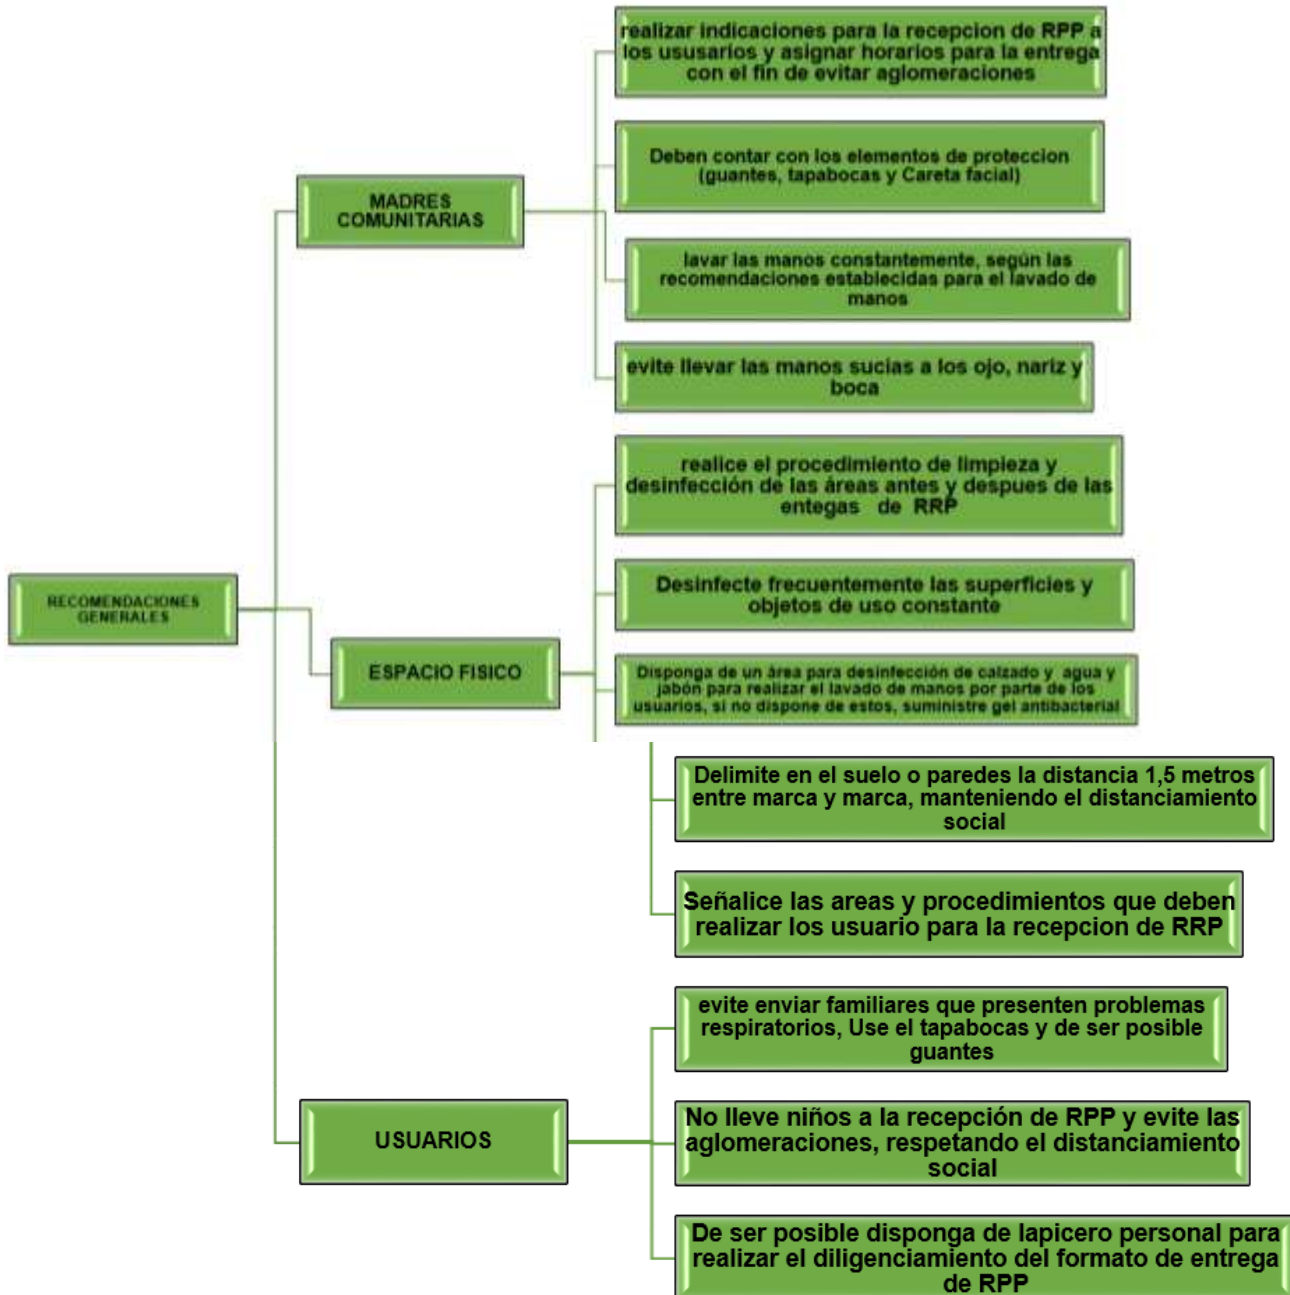 realizar indicaciones para la recepcion de RPP a
los ususarios y asignar horarios para la entrega
con el fin de evitar aglomeraciones
Deben contar con los elementos de proteccion
(guantes, tapabocas y Careta facial)
MADRES
COMUNITARIAS
lavar las manos constantemente, según las
recomendaciones establecidas para el lavado de
manos
evite llevar las manos sucias a los ojo, nariz y
boca
realice el procedimiento de limpieza y
desinfección de las áreas antes y despues de las
entegas de RRP
RECOMENDACIONES
GENERALES
Desinfecte frecuentemente las superficies y
objetos de uso constante
ESPACIO FISICO
Disponga de un área para desinfección de calzado y agua y
jabón para realizar el lavado de manos por parte de los
usuarios, si no dispone de estos, suministre gel antibacterial
Delimite en el suelo o paredes la distancia 1,5 metros
entre marca y marca, manteniendo el distanciamiento
social
Señalice las areas y procedimientos que deben
realizar los usuario para la recepcion de RRP
evite enviar familiares que presenten problemas
respiratorios, Use el tapabocas y de ser posible
guantes
USUARIOS
No lleve niños a la recepción de RPP y evite las
aglomeraciones, respetando el distanciamiento
social
De ser posible disponga de lapicero personal para
realizar el diligenciamiento del formato de entrega
de RPP